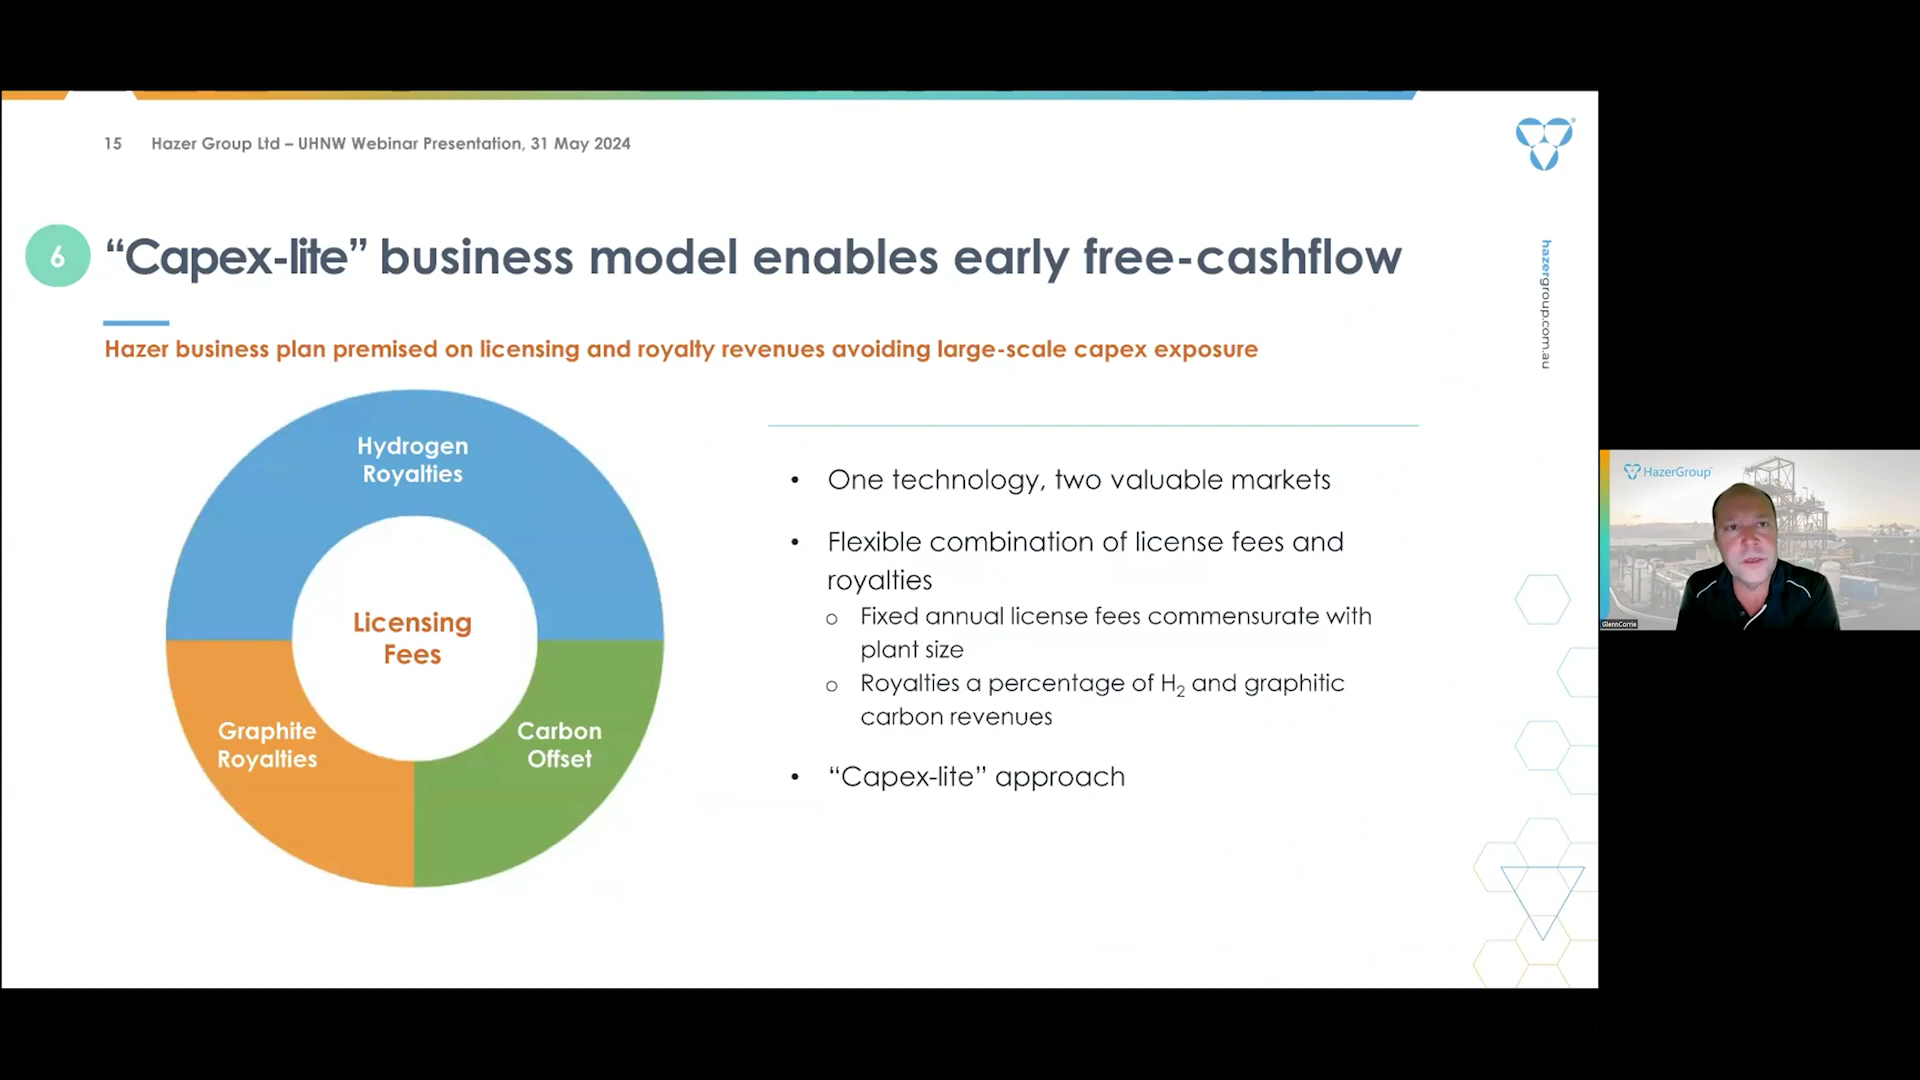 15 Hazer Group Ltd – UHNW Webinar Presentation, 31 May 2024
6 “Capex-lite” business model enables early free-cashflow
Hazer business plan premised on licensing and royalty revenues avoiding large-scale capex exposure
Hydrogen
Royalties
Licensing
Fees
Graphite
Royalties
Carbon
Offset
• One technology, two valuable markets
• Flexible combination of license fees and
royalties
o Fixed annual license fees commensurate with
plant size
o Royalties a percentage of H₂ and graphitic
carbon revenues
• “Capex-lite” approach
hazergroup.com.au
HazerGroup
GlennCorrie